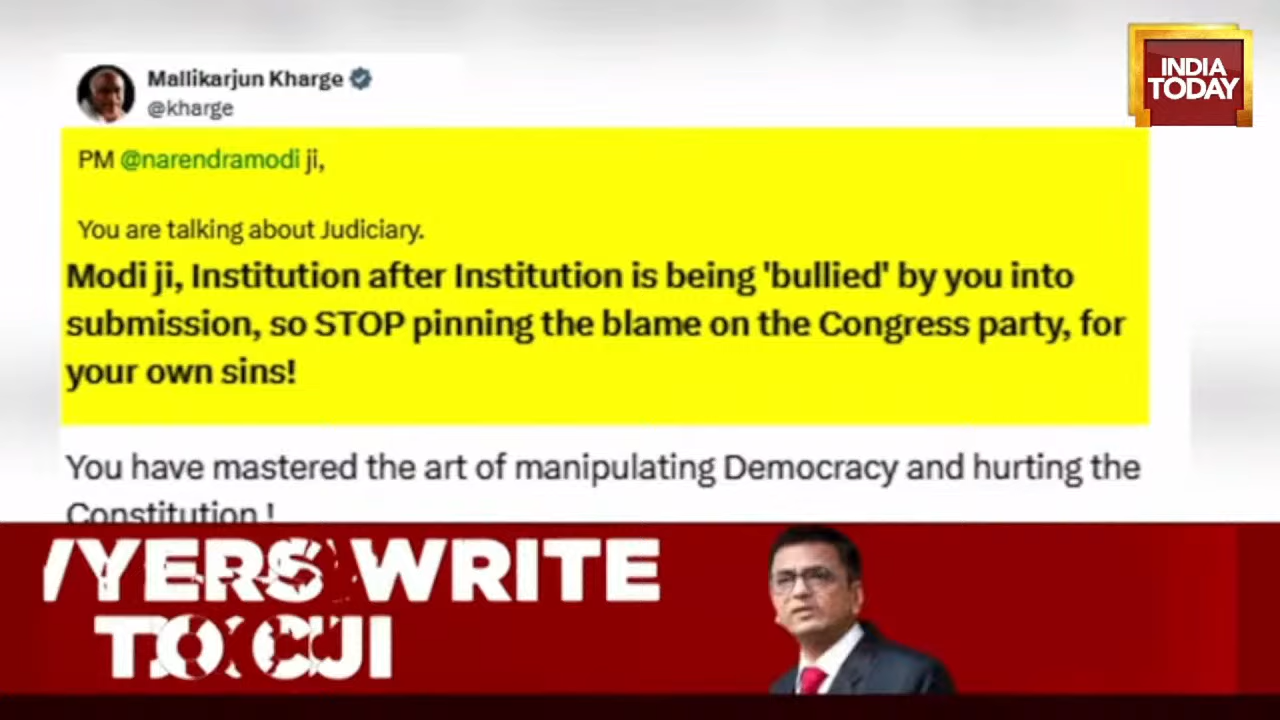 Mallikarjun Kharge
@kharge
INDIA
TODAY
PM @narendramodi ji,
You are talking about Judiciary.
Modi ji, Institution after Institution is being 'bullied' by you into
submission, so STOP pinning the blame on the Congress party, for
your own sins!
You have mastered the art of manipulating Democracy and hurting the
Constitution !
WRITE
TO CJI